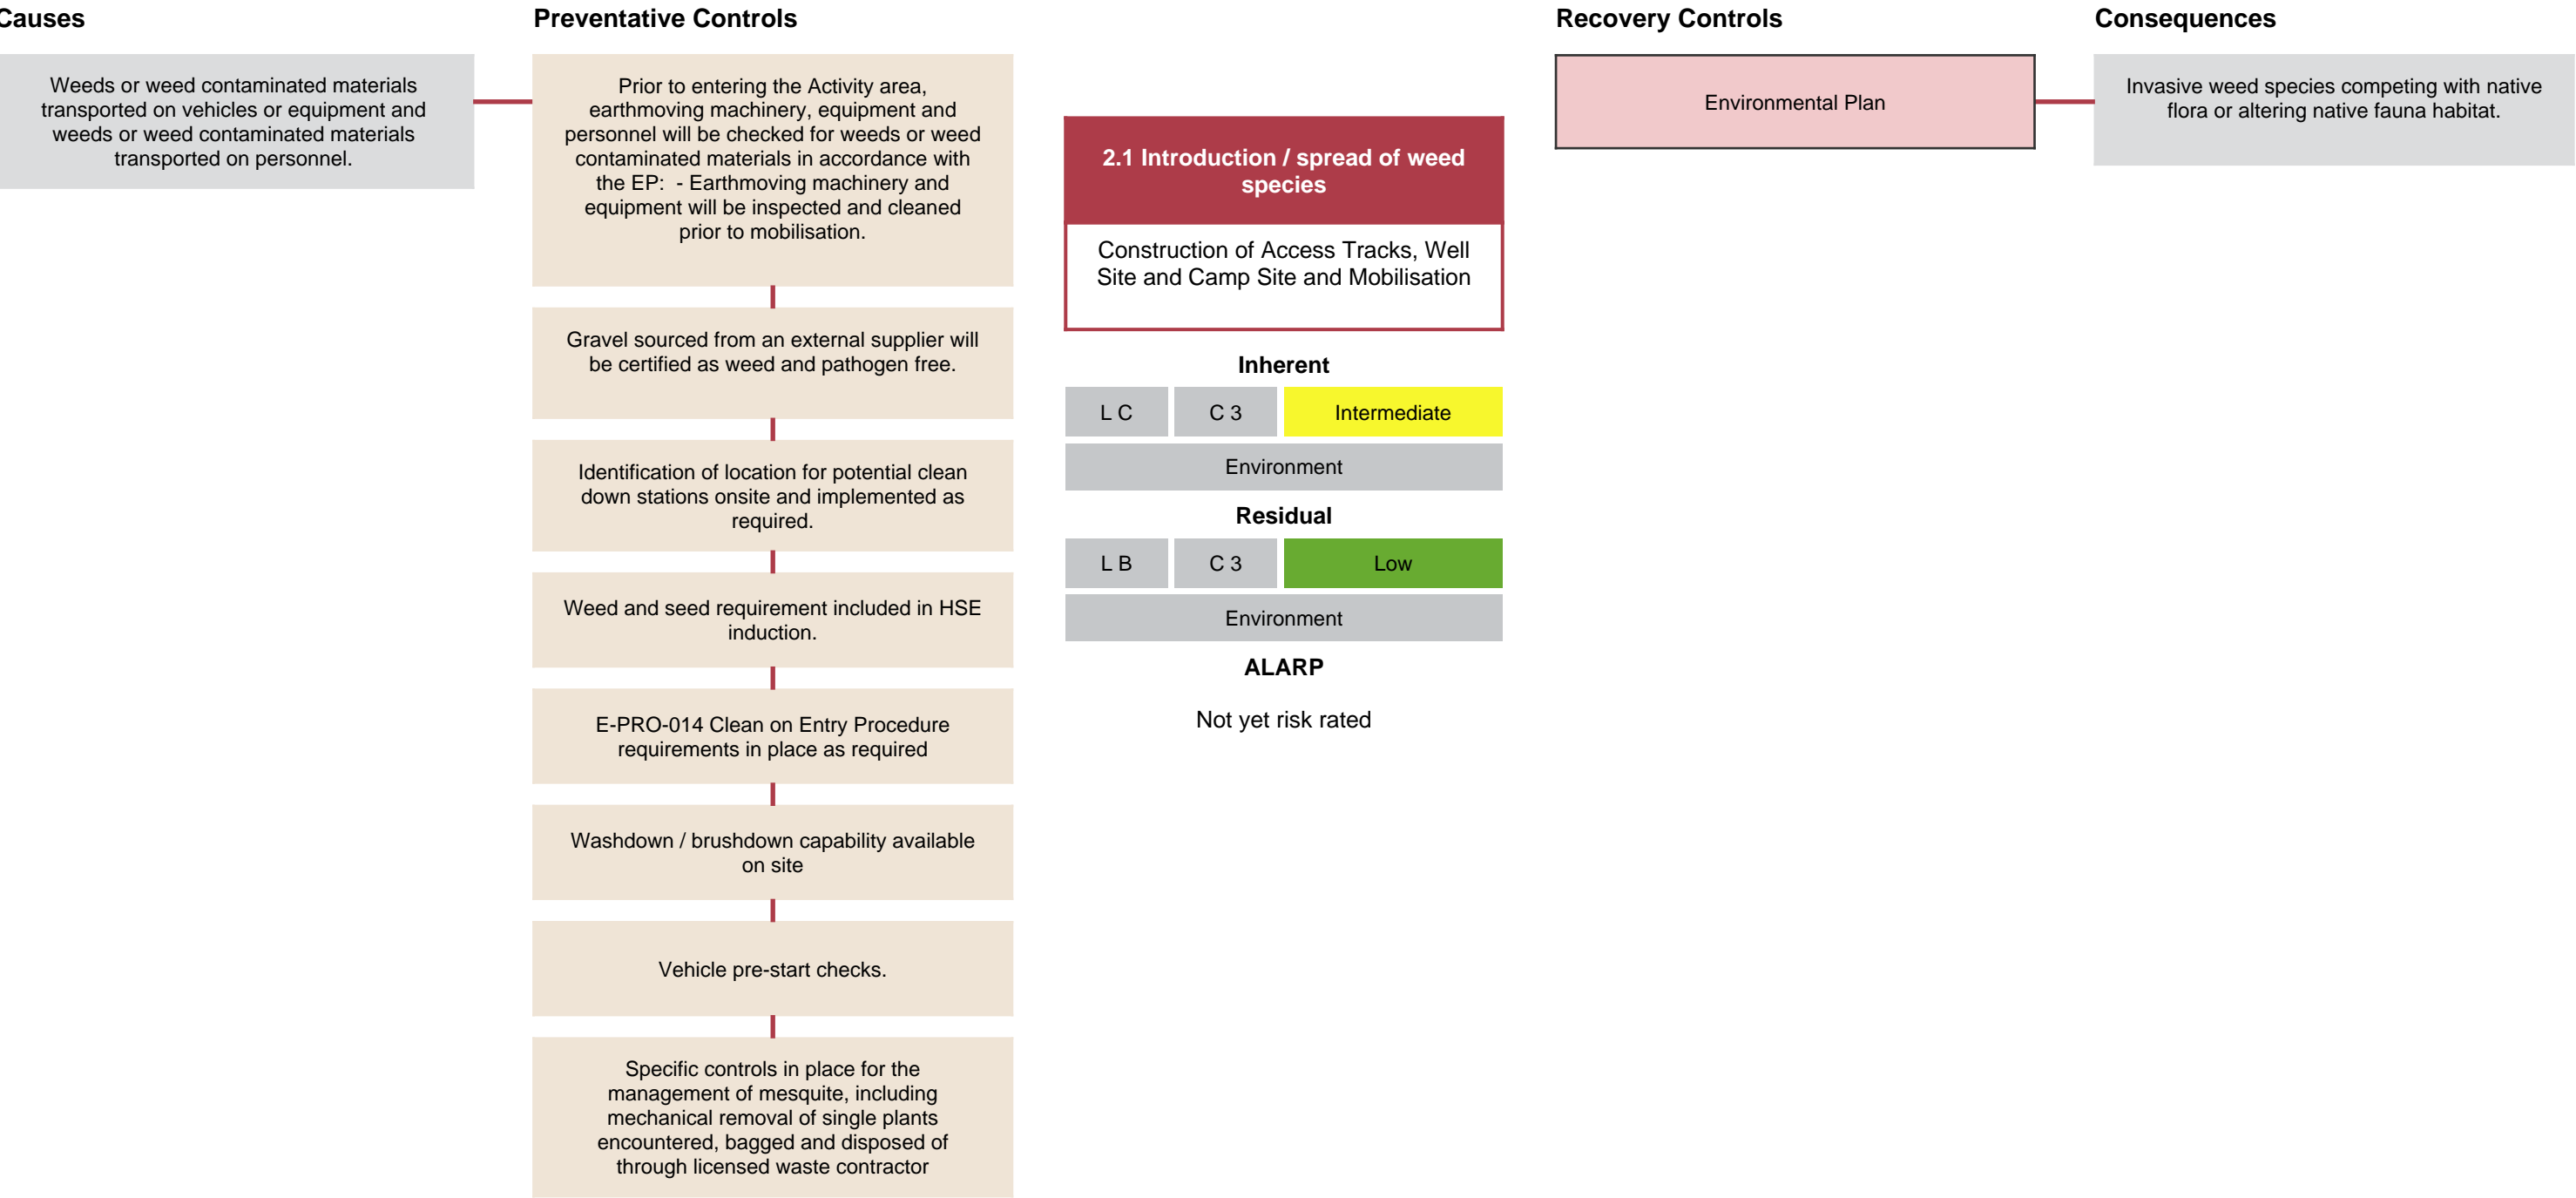 Causes
Weeds or weed contaminated materials
transported on vehicles or equipment and
weeds or weed contaminated materials
transported on personnel.
Preventative Controls
Prior to entering the Activity area,
earthmoving machinery, equipment and
personnel will be checked for weeds or weed
contaminated materials in accordance with
the EP:  - Earthmoving machinery and
equipment will be inspected and cleaned
prior to mobilisation.
Gravel sourced from an external supplier will
be certified as weed and pathogen free.
Identification of location for potential clean
down stations onsite and implemented as
required.
Weed and seed requirement included in HSE
induction.
E-PRO-014 Clean on Entry Procedure
requirements in place as required
Washdown / brushdown capability available
on site
Vehicle pre-start checks.
Specific controls in place for the
management of mesquite, including
mechanical removal of single plants
encountered, bagged and disposed of
through licensed waste contractor
2.1 Introduction / spread of weed
species
Construction of Access Tracks, Well
Site and Camp Site and Mobilisation
Inherent
L C C 3 Intermediate
Environment
Residual
L B C 3 Low
Environment
ALARP
Not yet risk rated
Recovery Controls
Environmental Plan
Consequences
Invasive weed species competing with native
flora or altering native fauna habitat.